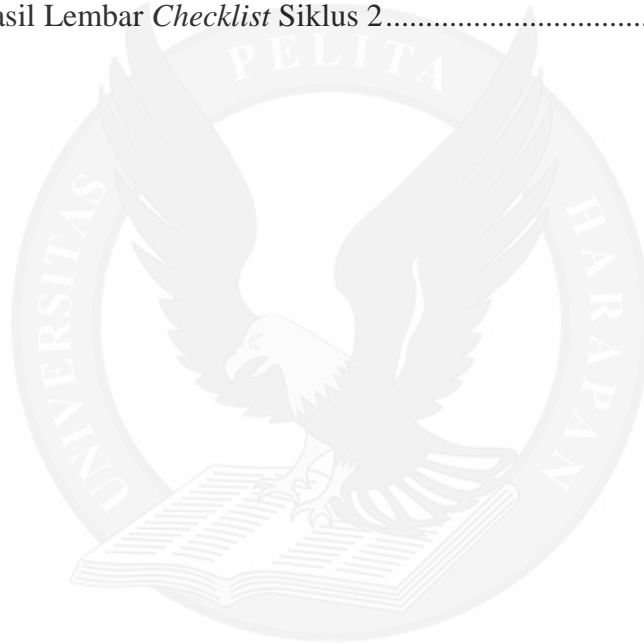 asil Lembar Checklist Siklus 2....................................
PELITA
UNIVERSITAS
HARAPAN